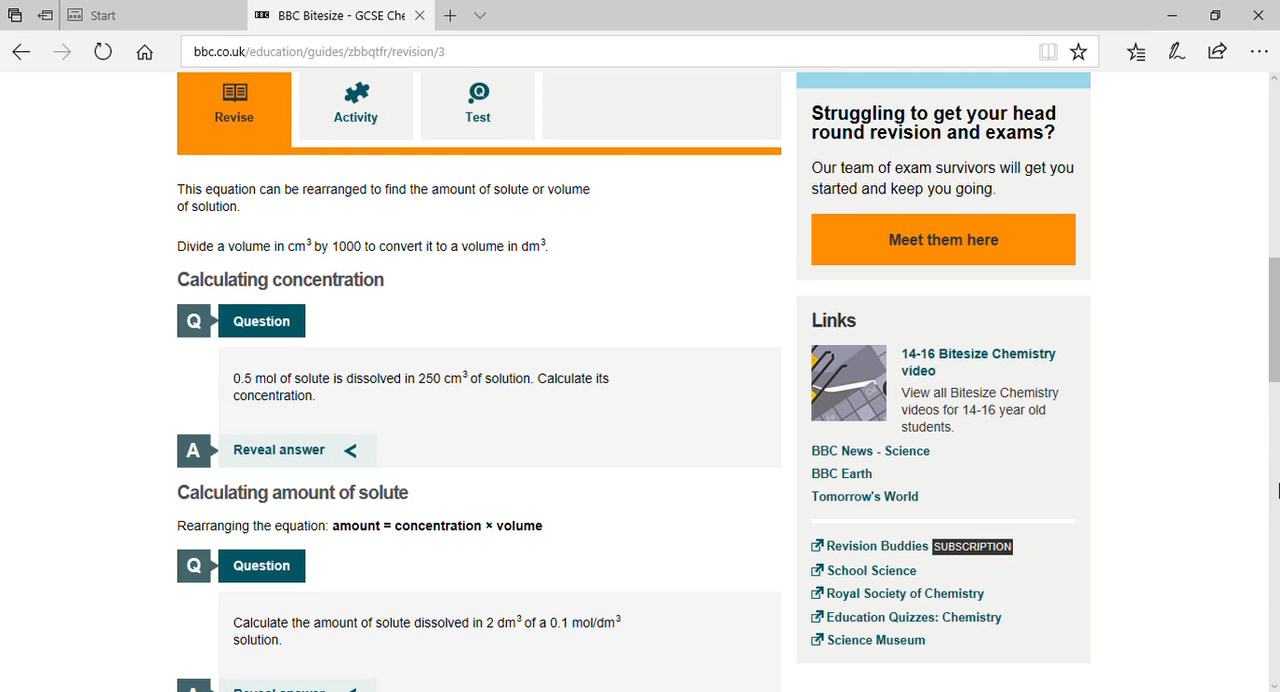 Start
BBC BBC Bitesize - GCSE Che
bbc.co.uk/education/guides/zbbqtfr/revision/3
Revise
Activity
Test
This equation can be rearranged to find the amount of solute or volume
of solution.
Divide a volume in cm³ by 1000 to convert it to a volume in dm³.
Calculating concentration
Q Question
0.5 mol of solute is dissolved in 250 cm³ of solution. Calculate its
concentration.
A Reveal answer <
Calculating amount of solute
Rearranging the equation: amount = concentration × volume
Q Question
Calculate the amount of solute dissolved in 2 dm³ of a 0.1 mol/dm³
solution.
A Reveal answer
Struggling to get your head
round revision and exams?
Our team of exam survivors will get you
started and keep you going.
Meet them here
Links
14-16 Bitesize Chemistry
video
View all Bitesize Chemistry
videos for 14-16 year old
students.
BBC News - Science
BBC Earth
Tomorrow's World
Revision Buddies SUBSCRIPTION
School Science
Royal Society of Chemistry
Education Quizzes: Chemistry
Science Museum